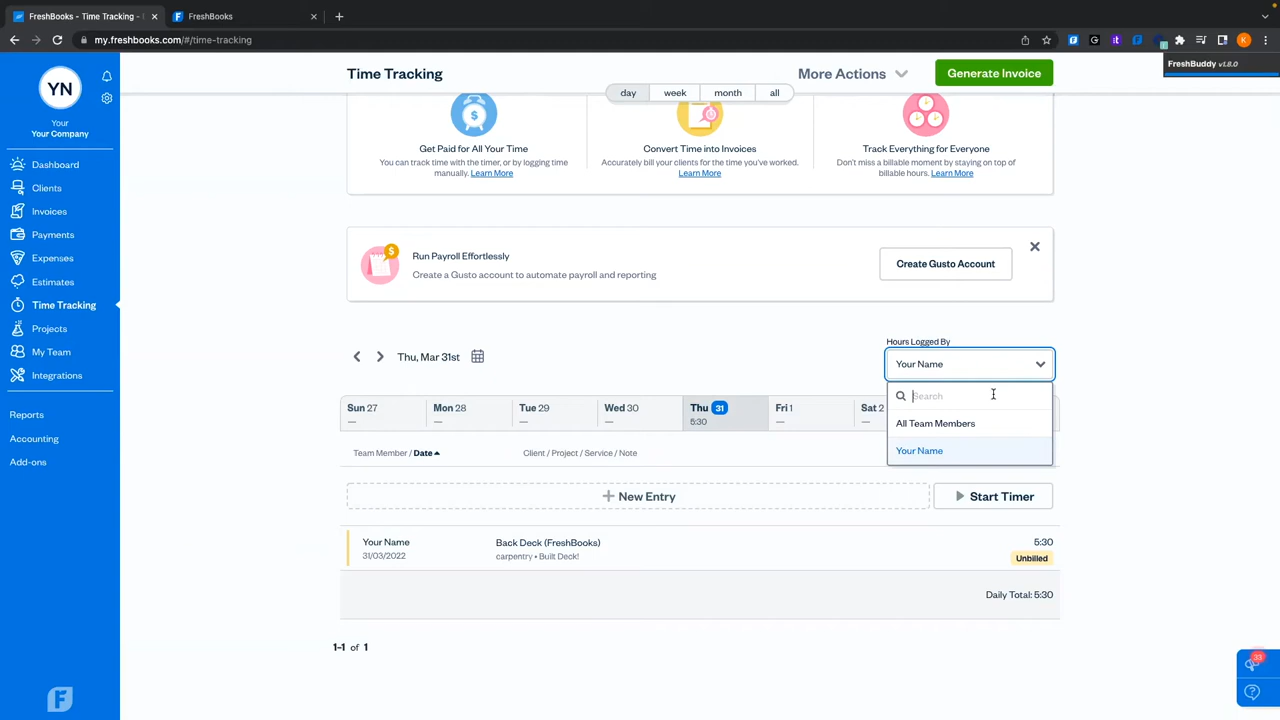 FreshBooks - Time Tracking -
FreshBooks
my.freshbooks.com/#/time-tracking
K
FreshBuddy v1.8.0
YN
Your
Your Company
Dashboard
Clients
Invoices
Payments
Expenses
Estimates
Time Tracking
Projects
My Team
Integrations
Reports
Accounting
Add-ons
Time Tracking
More Actions
Generate Invoice
day
week
month
all
Get Paid for All Your Time
You can track time with the timer, or by logging time
manually. Learn More
Convert Time into Invoices
Accurately bill your clients for the time you've worked.
Learn More
Track Everything for Everyone
Don't miss a billable moment by staying on top of
billable hours. Learn More
Run Payroll Effortlessly
Create a Gusto account to automate payroll and reporting
Create Gusto Account
Thu, Mar 31st
Hours Logged By
Your Name
Search
All Team Members
Your Name
Sun 27
—
Mon 28
—
Tue 29
—
Wed 30
—
Thu 31
5:30
Fri 1
—
Sat 2
—
Team Member / Date
Client / Project / Service / Note
+ New Entry
Start Timer
Your Name
31/03/2022
Back Deck (FreshBooks)
carpentry • Built Deck!
5:30
Unbilled
Daily Total: 5:30
1-1 of 1
33